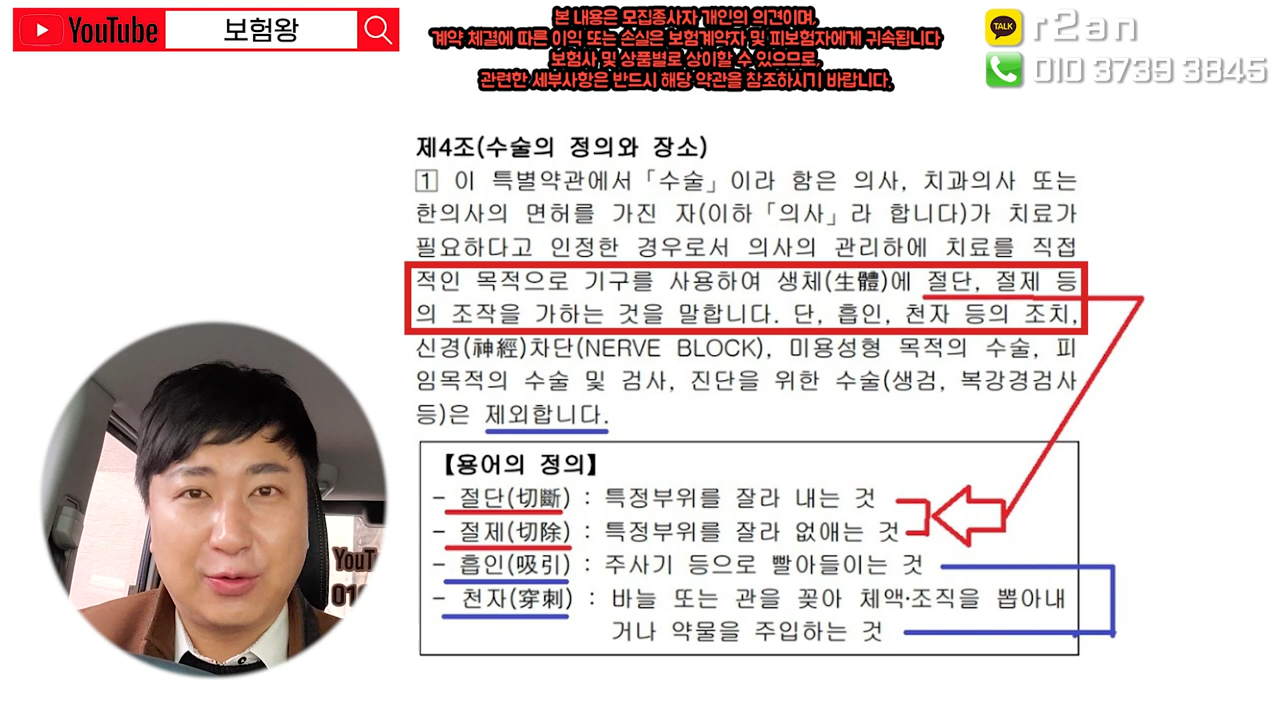 YouTube 보험왕
본 내용은 모집종사자 개인의 의견이며,
계약 체결에 따른 이익 또는 손실은 보험계약자 및 피보험자에게 귀속됩니다
보험사 및 상품별로 상이할 수 있으므로,
관련한 세부사항은 반드시 해당 약관을 참조하시기 바랍니다.
TALK r2an
010 3739 3845
제4조(수술의 정의와 장소)
1 이 특별약관에서「수술」이라 함은 의사, 치과의사 또는
한의사의 면허를 가진 자(이하「의사」라 합니다)가 치료가
필요하다고 인정한 경우로서 의사의 관리하에 치료를 직접
적인 목적으로 기구를 사용하여 생체(生體)에 절단, 절제 등
의 조작을 가하는 것을 말합니다. 단, 흡인, 천자 등의 조치,
신경(神經)차단(NERVE BLOCK), 미용성형 목적의 수술, 피
임목적의 수술 및 검사, 진단을 위한 수술(생검, 복강경검사
등)은 제외합니다.
【용어의 정의】
- 절단(切斷) : 특정부위를 잘라 내는 것
- 절제(切除) : 특정부위를 잘라 없애는 것
- 흡인(吸引) : 주사기 등으로 빨아들이는 것
- 천자(穿刺) : 바늘 또는 관을 꽂아 체액·조직을 뽑아내
거나 약물을 주입하는 것
YouT
010